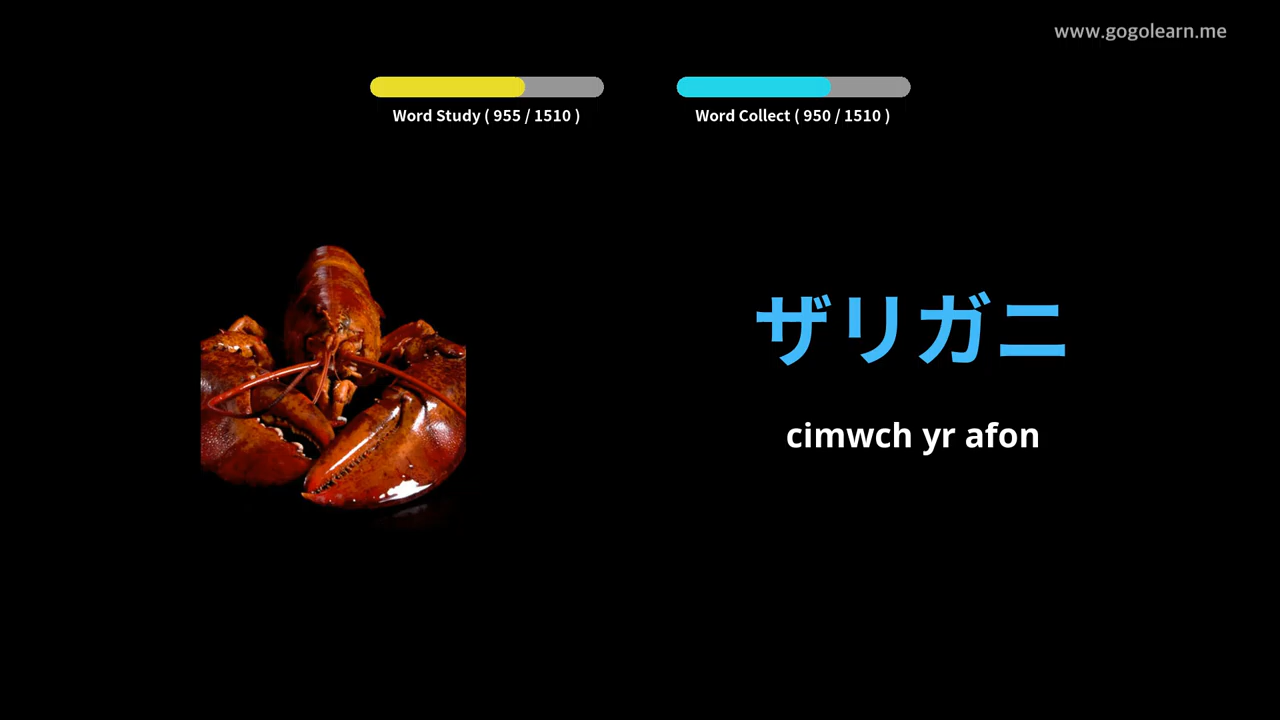 www.gogolearn.me
Word Study ( 955 / 1510 )
Word Collect ( 950 / 1510 )
ザリガニ
cimwch yr afon